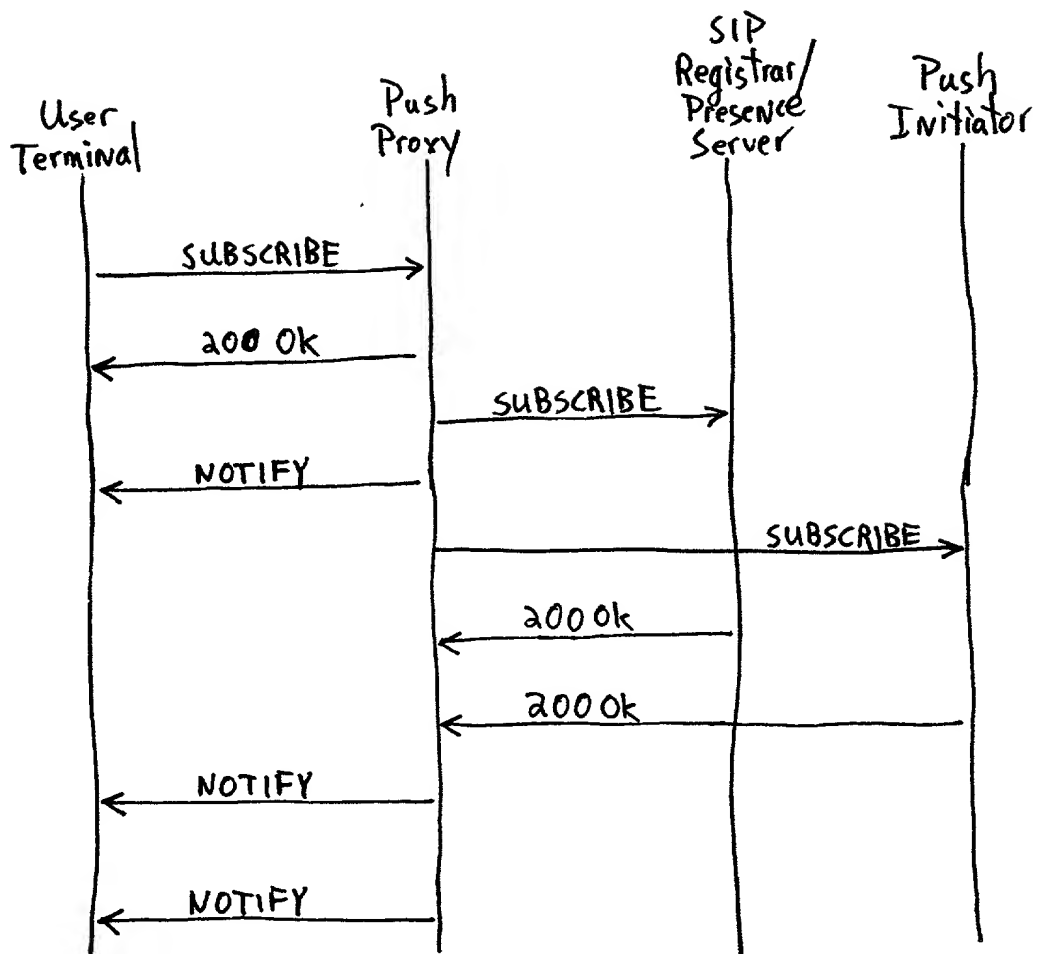 User
Terminal
Push
Proxy
SIP
Registrar/
Presence
Server
Push
Initiator
SUBSCRIBE
200 Ok
SUBSCRIBE
NOTIFY
SUBSCRIBE
200 Ok
200 Ok
NOTIFY
NOTIFY